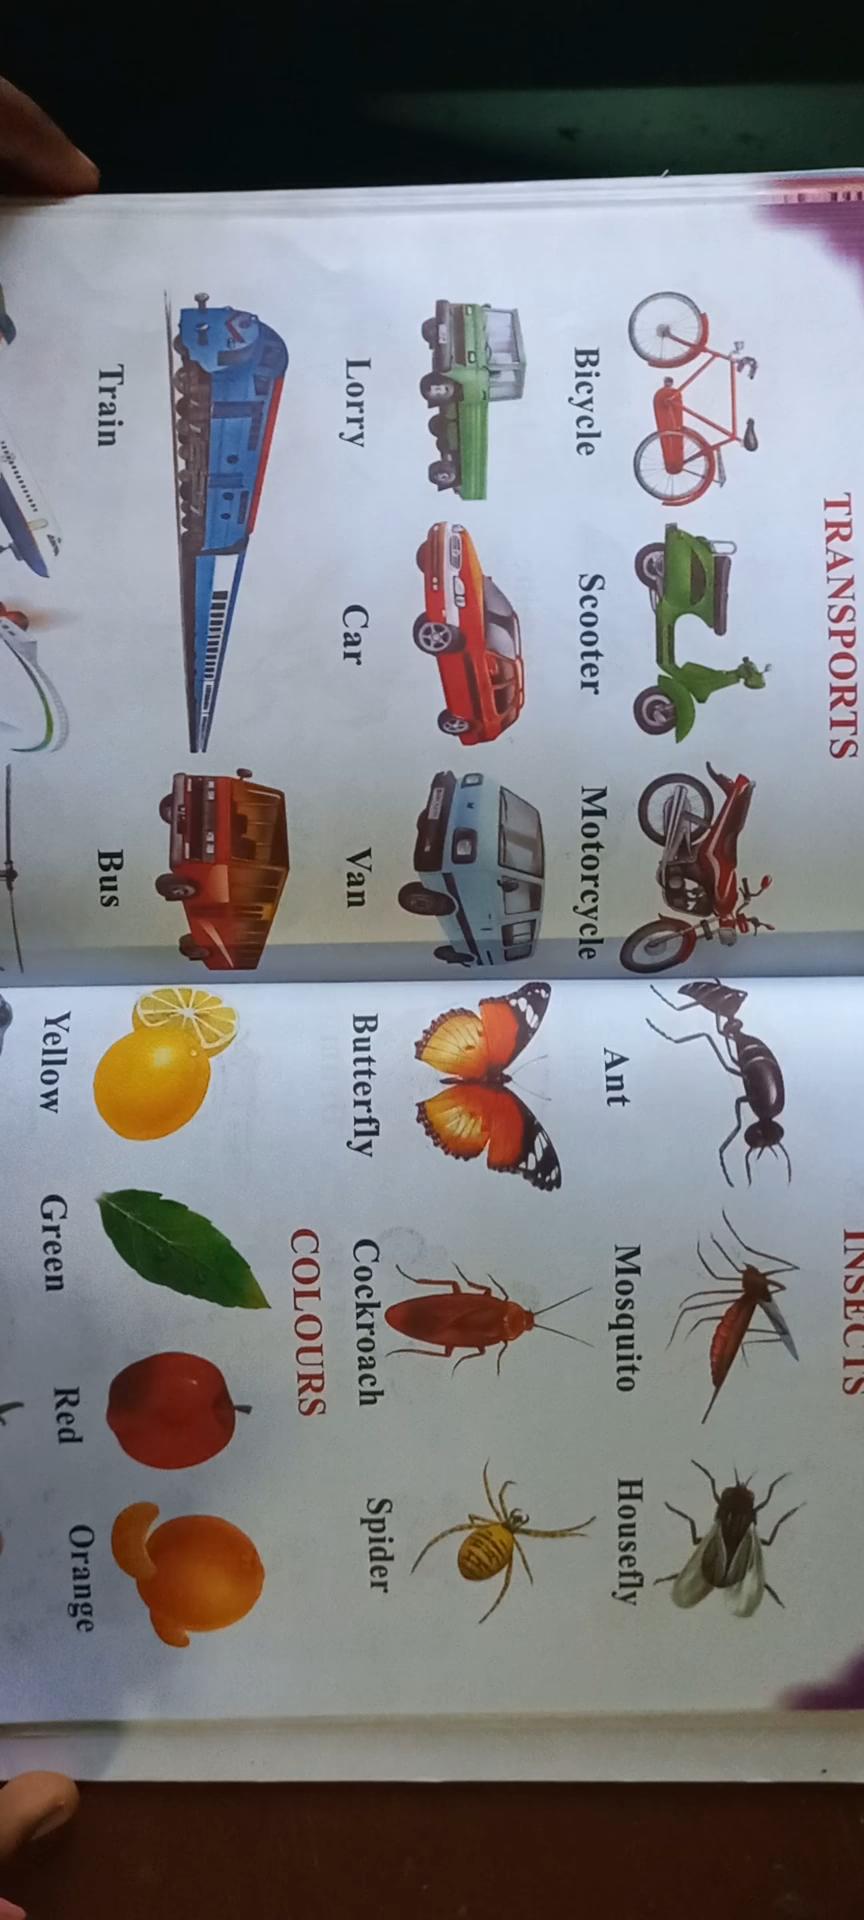 TRANSPORTS
Bicycle Scooter Motorcycle
Lorry Car Van
Train Bus
INSECTS
Ant Mosquito Housefly
Butterfly Cockroach Spider
COLOURS
Yellow Green Red Orange